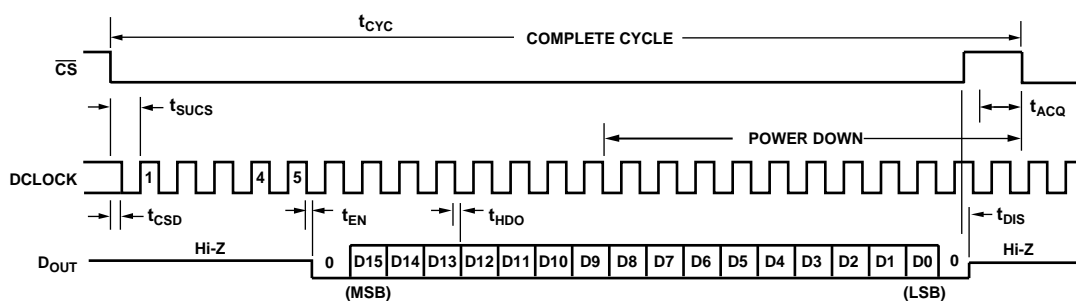 tCYC
COMPLETE CYCLE
CS
tSUCS
tACQ
POWER DOWN
DCLOCK
1 4 5
tCSD
tEN
tHDO
tDIS
Hi-Z
Hi-Z
DOUT
0 D15 D14 D13 D12 D11 D10 D9 D8 D7 D6 D5 D4 D3 D2 D1 D0 0
(MSB) (LSB)